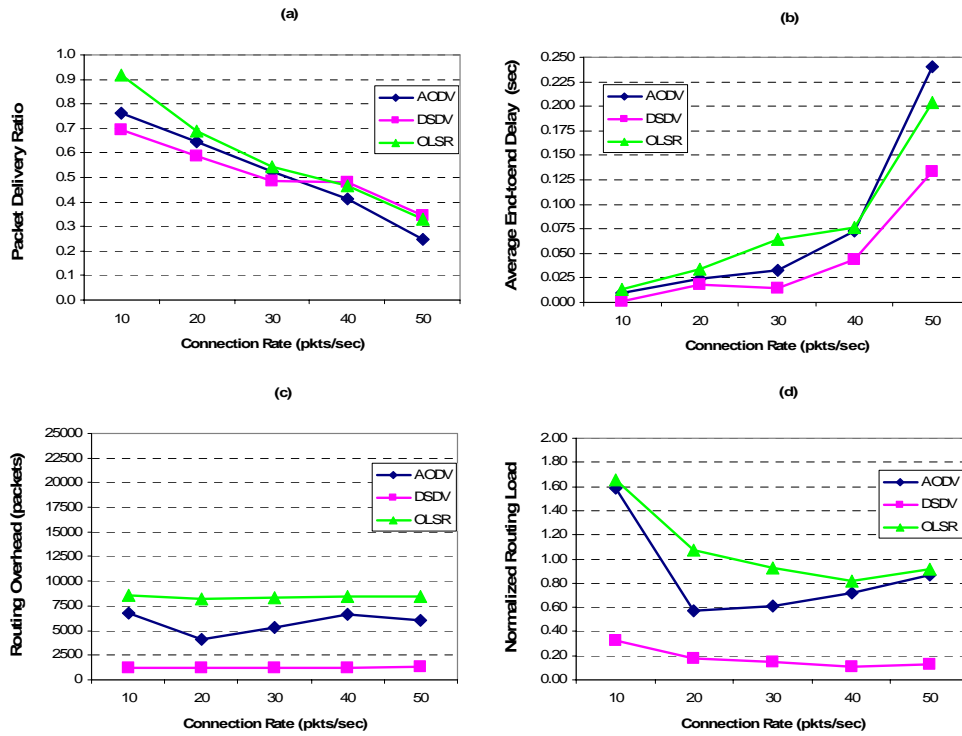 (a)
1.0
0.9
0.8
0.7
0.6
0.5
0.4
0.3
0.2
0.1
0.0
Packet Delivery Ratio
AODV
DSDV
OLSR
10 20 30 40 50
Connection Rate (pkts/sec)
(b)
0.250
0.225
0.200
0.175
0.150
0.125
0.100
0.075
0.050
0.025
0.000
Average End-toend Delay (sec)
AODV
DSDV
OLSR
10 20 30 40 50
Connection Rate (pkts/sec)
(c)
25000
22500
20000
17500
15000
12500
10000
7500
5000
2500
0
Routing Overhead (packets)
AODV
DSDV
OLSR
10 20 30 40 50
Connection Rate (pkts/sec)
(d)
2.00
1.80
1.60
1.40
1.20
1.00
0.80
0.60
0.40
0.20
0.00
Normalized Routing Load
AODV
DSDV
OLSR
10 20 30 40 50
Connection Rate (pkts/sec)